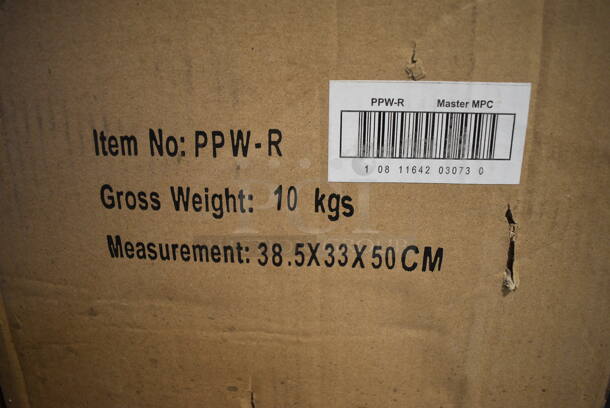 PPW-R Master MPC
1 08 11642 03073 0
Item No: PPW-R
Gross Weight: 10 kgs
Measurement: 38.5X33X50CM